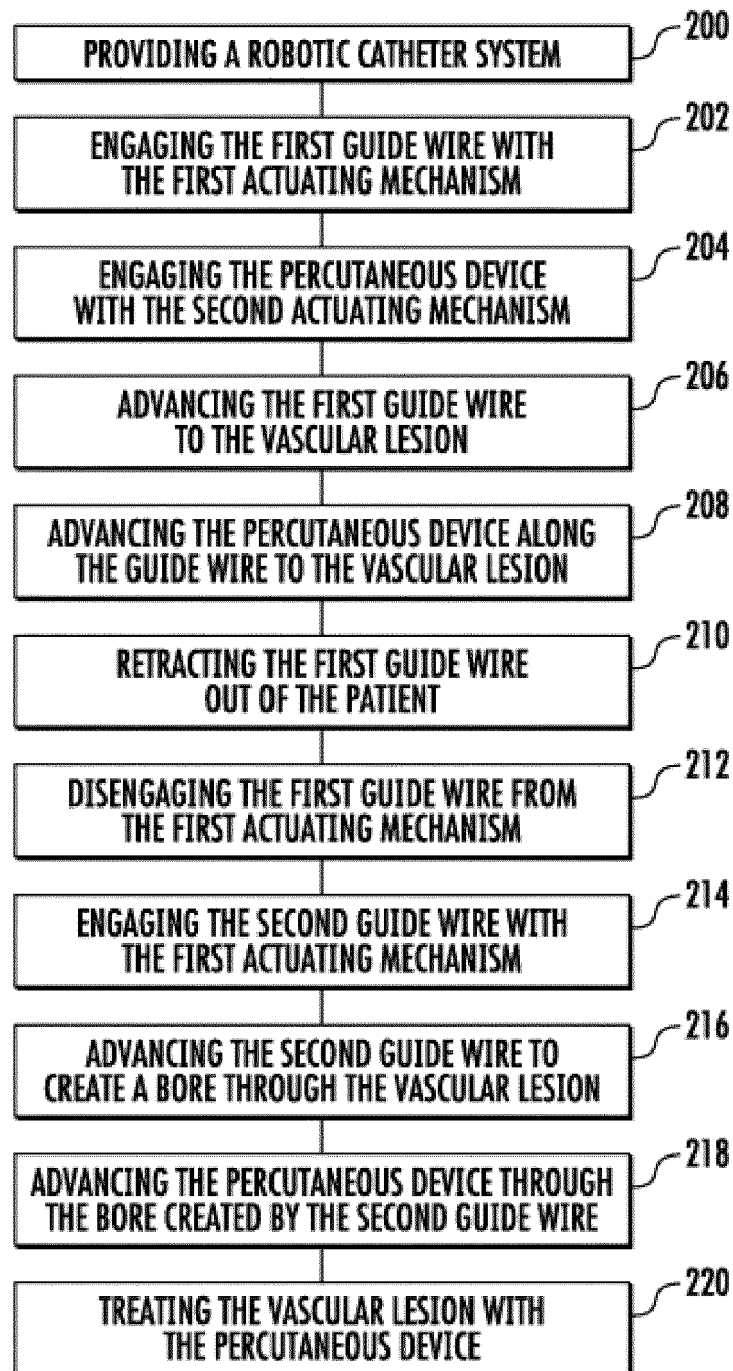 200
PROVIDING A ROBOTIC CATHETER SYSTEM
202
ENGAGING THE FIRST GUIDE WIRE WITH
THE FIRST ACTUATING MECHANISM
204
ENGAGING THE PERCUTANEOUS DEVICE
WITH THE SECOND ACTUATING MECHANISM
206
ADVANCING THE FIRST GUIDE WIRE
TO THE VASCULAR LESION
208
ADVANCING THE PERCUTANEOUS DEVICE ALONG
THE GUIDE WIRE TO THE VASCULAR LESION
210
RETRACTING THE FIRST GUIDE WIRE
OUT OF THE PATIENT
212
DISENGAGING THE FIRST GUIDE WIRE FROM
THE FIRST ACTUATING MECHANISM
214
ENGAGING THE SECOND GUIDE WIRE WITH
THE FIRST ACTUATING MECHANISM
216
ADVANCING THE SECOND GUIDE WIRE TO
CREATE A BORE THROUGH THE VASCULAR LESION
218
ADVANCING THE PERCUTANEOUS DEVICE THROUGH
THE BORE CREATED BY THE SECOND GUIDE WIRE
220
TREATING THE VASCULAR LESION WITH
THE PERCUTANEOUS DEVICE